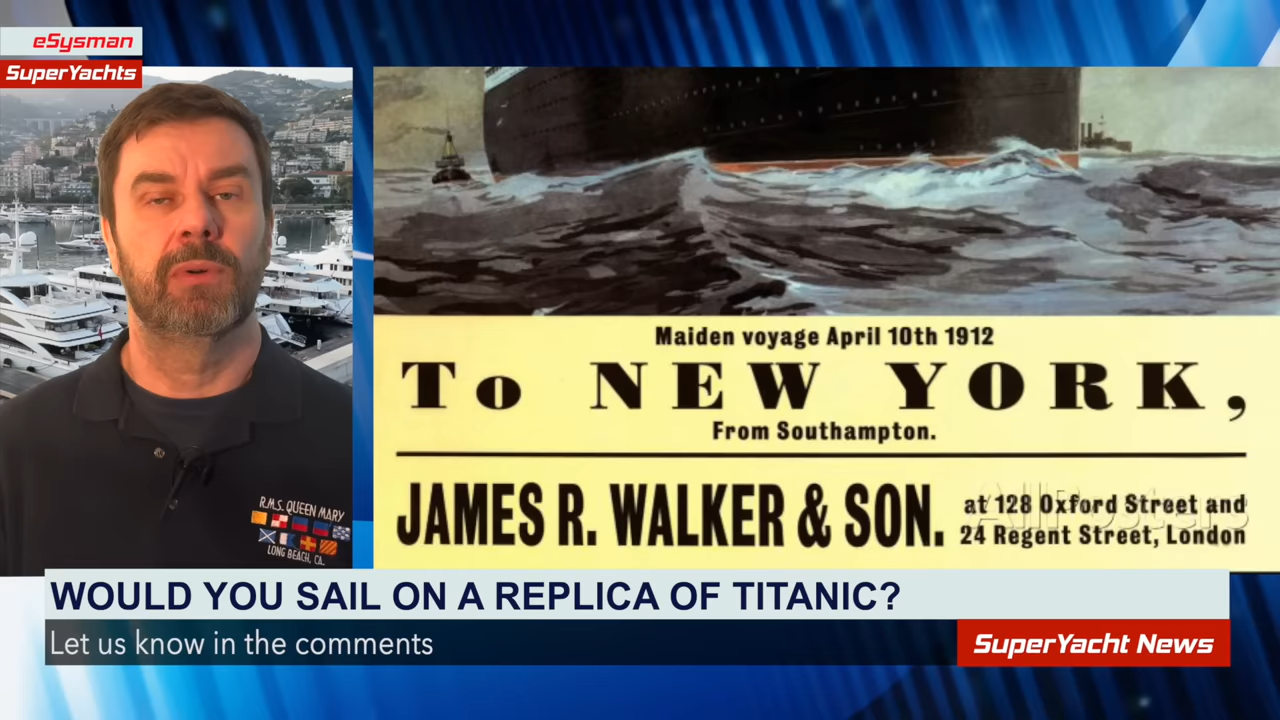 eSysman
SuperYachts
R.M.S. QUEEN MARY
LONG BEACH, CA.
Maiden voyage April 10th 1912
To NEW YORK,
From Southampton.
JAMES R. WALKER & SON.
at 128 Oxford Street and
24 Regent Street, London
AllPosters
WOULD YOU SAIL ON A REPLICA OF TITANIC?
Let us know in the comments
SuperYacht News